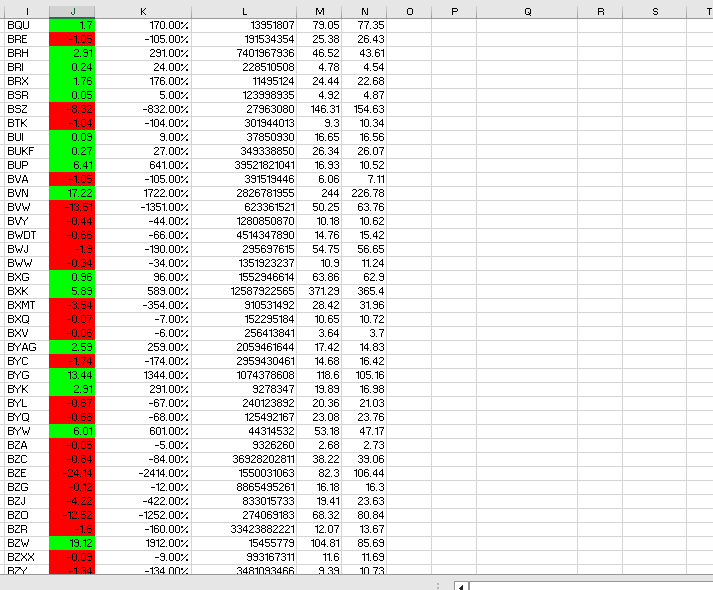 I J K L M N O P Q R S T
BQU 1.7 170.00% 13951807 79.05 77.35
BRE -1.05 -105.00% 191534354 25.38 26.43
BRH 2.91 291.00% 7401967936 46.52 43.61
BRI 0.24 24.00% 228510508 4.78 4.54
BRX 1.76 176.00% 11495124 24.44 22.68
BSR 0.05 5.00% 123998935 4.92 4.87
BSZ -8.32 -832.00% 27963080 146.31 154.63
BTK -1.04 -104.00% 301944013 9.3 10.34
BUI 0.09 9.00% 37850930 16.65 16.56
BUKF 0.27 27.00% 349338850 26.34 26.07
BUP 6.41 641.00% 39521821041 16.93 10.52
BVA -1.05 -105.00% 391519446 6.06 7.11
BVN 17.22 1722.00% 2826781955 244 226.78
BVW -13.51 -1351.00% 623361521 50.25 63.76
BVY -0.44 -44.00% 1280850870 10.18 10.62
BWDT -0.66 -66.00% 4514347890 14.76 15.42
BWJ -1.9 -190.00% 295697615 54.75 56.65
BWW -0.34 -34.00% 1351923237 10.9 11.24
BXG 0.96 96.00% 1552946614 63.86 62.9
BXK 5.89 589.00% 12587922565 371.29 365.4
BXMT -3.54 -354.00% 910531492 28.42 31.96
BXQ -0.07 -7.00% 152295184 10.65 10.72
BXV -0.06 -6.00% 256413841 3.64 3.7
BYAG 2.59 259.00% 2059461644 17.42 14.83
BYC -1.74 -174.00% 2959430461 14.68 16.42
BYG 13.44 1344.00% 1074378608 118.6 105.16
BYK 2.91 291.00% 9278347 19.89 16.98
BYL -0.67 -67.00% 240123892 20.36 21.03
BYQ -0.68 -68.00% 125492167 23.08 23.76
BYW 6.01 601.00% 44314532 53.18 47.17
BZA -0.05 -5.00% 9326260 2.68 2.73
BZC -0.84 -84.00% 36928202811 38.22 39.06
BZE -24.14 -2414.00% 1550031063 82.3 106.44
BZG -0.12 -12.00% 8865495261 16.18 16.3
BZJ -4.22 -422.00% 833015733 19.41 23.63
BZO -12.52 -1252.00% 274069183 68.32 80.84
BZR -1.6 -160.00% 33423882221 12.07 13.67
BZW 19.12 1912.00% 15455779 104.81 85.69
BZXX -0.09 -9.00% 993167311 11.6 11.69
BZY -1.34 -134.00% 3481093466 9.39 10.73